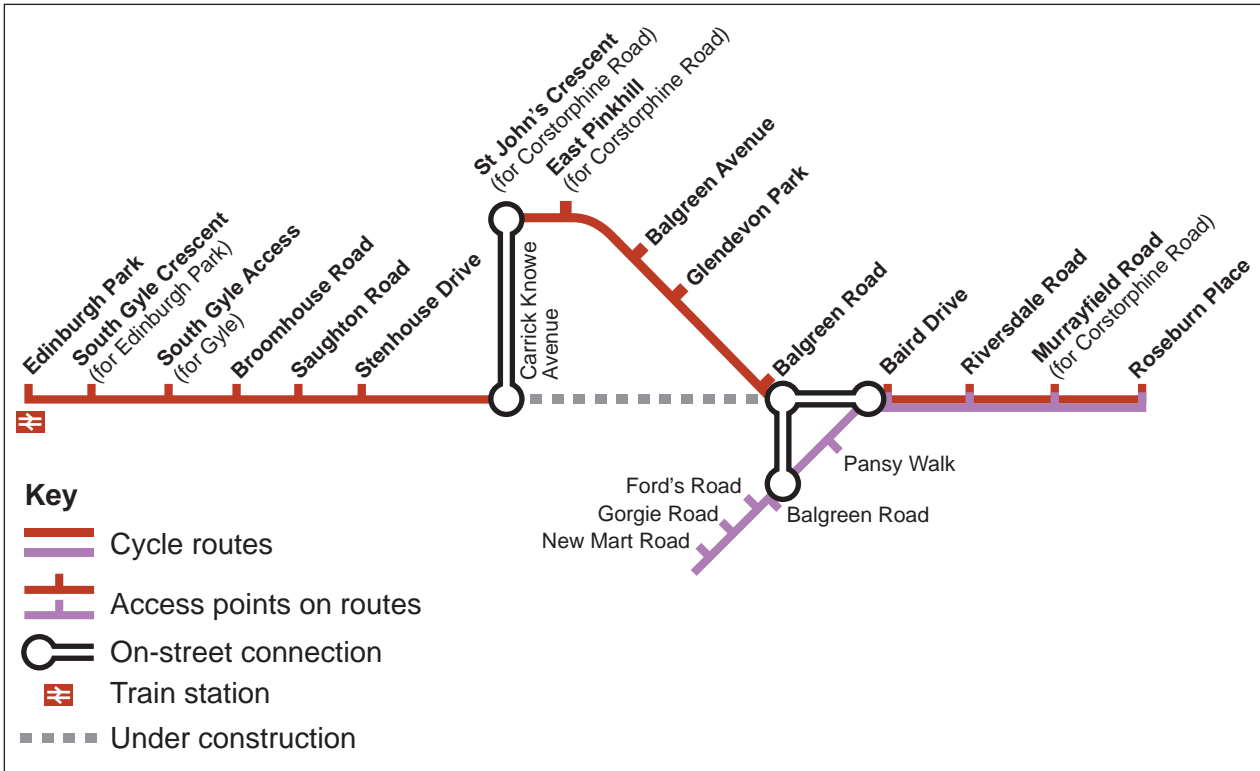 Edinburgh Park
South Gyle Crescent
(for Edinburgh Park)
South Gyle Access
(for Gyle)
Broomhouse Road
Saughton Road
Stenhouse Drive
St John's Crescent
(for Corstorphine Road)
East Pinkhill
(for Corstorphine Road)
Carrick Knowe
Avenue
Balgreen Avenue
Glendevon Park
Balgreen Road
Baird Drive
Riversdale Road
Murrayfield Road
(for Corstorphine Road)
Roseburn Place
Pansy Walk
Balgreen Road
Ford's Road
Gorgie Road
New Mart Road
Key
Cycle routes
Access points on routes
On-street connection
Train station
Under construction